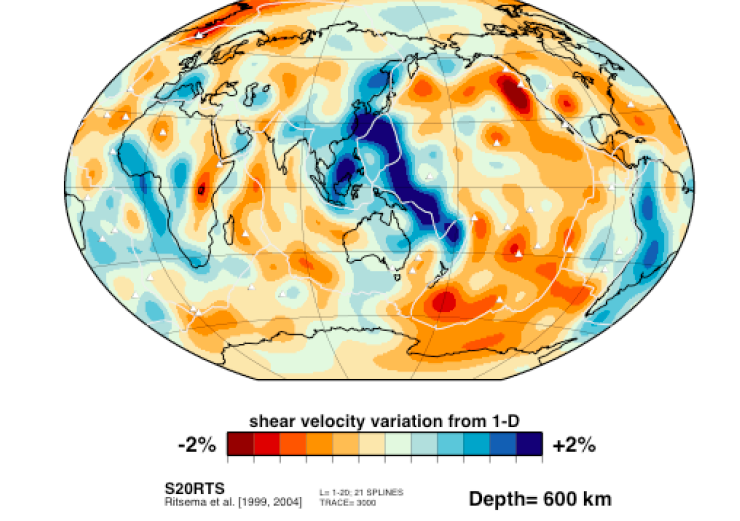 shear velocity variation from 1-D
-2% +2%
S20RTS
Ritsema et al. [1999, 2004]
L= 1-20; 21 SPLINES
TRACE= 3000
Depth= 600 km